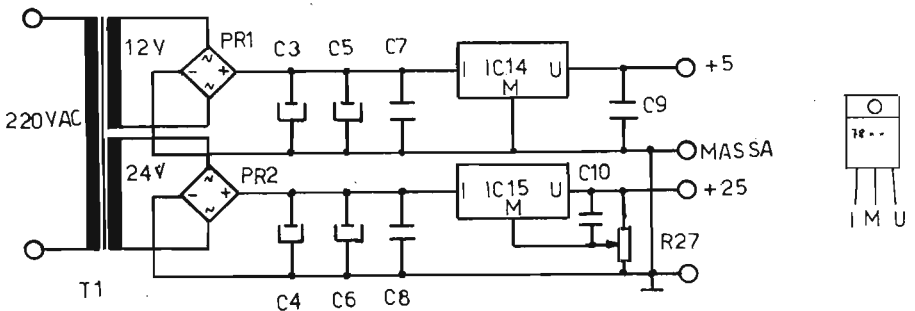 220VAC
T1
12V
24V
PR1
PR2
C3 C5 C7
C4 C6 C8
I IC14 U
M
C9
+5
MASSA
I IC15 U
M
C10
+25
R27
78--
I M U